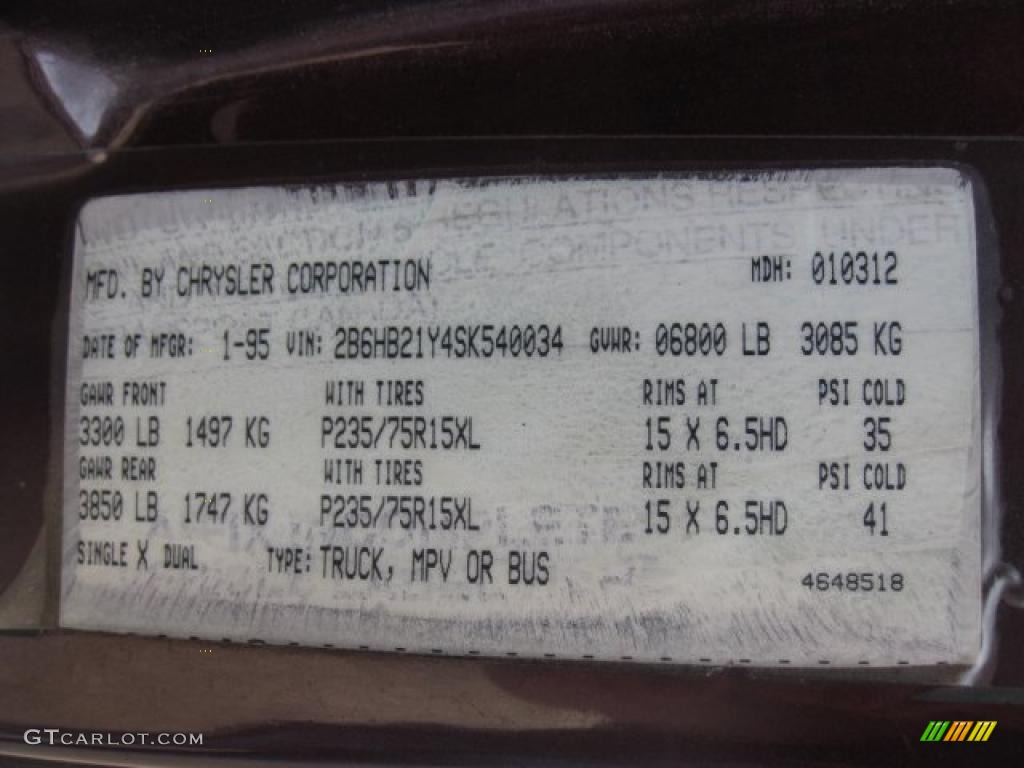 REGULATIONS
COMPONENTS UNDER
MFD. BY CHRYSLER CORPORATION MDH: 010312
DATE OF MFGR: 1-95 VIN: 2B6HB21Y4SK540034 GVWR: 06800 LB 3085 KG
GAWR FRONT WITH TIRES RIMS AT PSI COLD
3300 LB 1497 KG P235/75R15XL 15 X 6.5HD 35
GAWR REAR WITH TIRES RIMS AT PSI COLD
3850 LB 1747 KG P235/75R15XL 15 X 6.5HD 41
SINGLE X DUAL TYPE: TRUCK, MPV OR BUS
4648518
GTCARLOT.COM